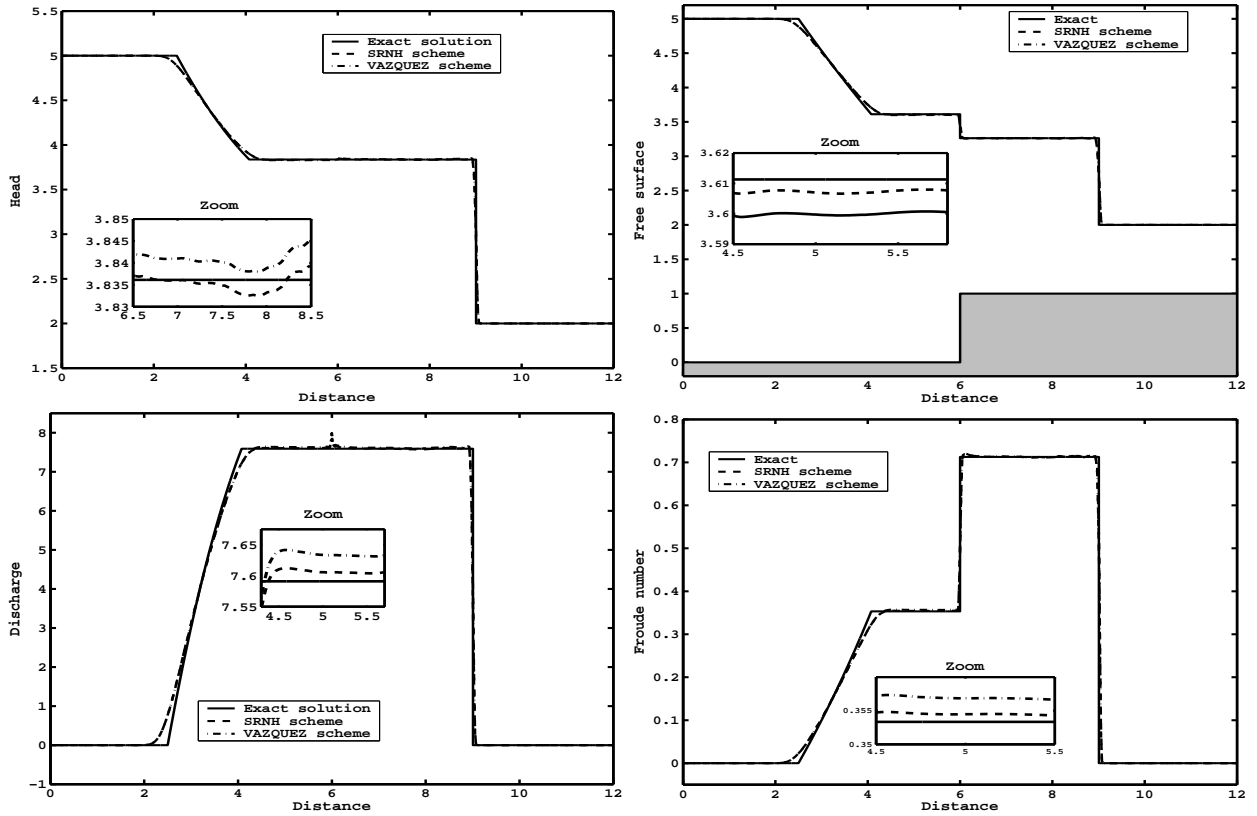 5.5
5
4.5
4
3.5
3
2.5
2
1.5
Head
Exact solution
SRNH scheme
VAZQUEZ scheme
Zoom
3.85
3.845
3.84
3.835
3.83
6.5 7 7.5 8 8.5
0 2 4 6 8 10 12
Distance
5
4.5
4
3.5
3
2.5
2
1.5
1
0.5
0
Free surface
Exact
SRNH scheme
VAZQUEZ scheme
Zoom
3.62
3.61
3.6
3.59
4.5 5 5.5
0 2 4 6 8 10 12
Distance
8
7
6
5
4
3
2
1
0
−1
Discharge
Zoom
7.65
7.6
7.55
4.5 5 5.5
Exact solution
SRNH scheme
VAZQUEZ scheme
0 2 4 6 8 10 12
Distance
0.8
0.7
0.6
0.5
0.4
0.3
0.2
0.1
0
Froude number
Exact
SRNH scheme
VAZQUEZ scheme
Zoom
0.355
0.35
4.5 5 5.5
0 2 4 6 8 10 12
Distance